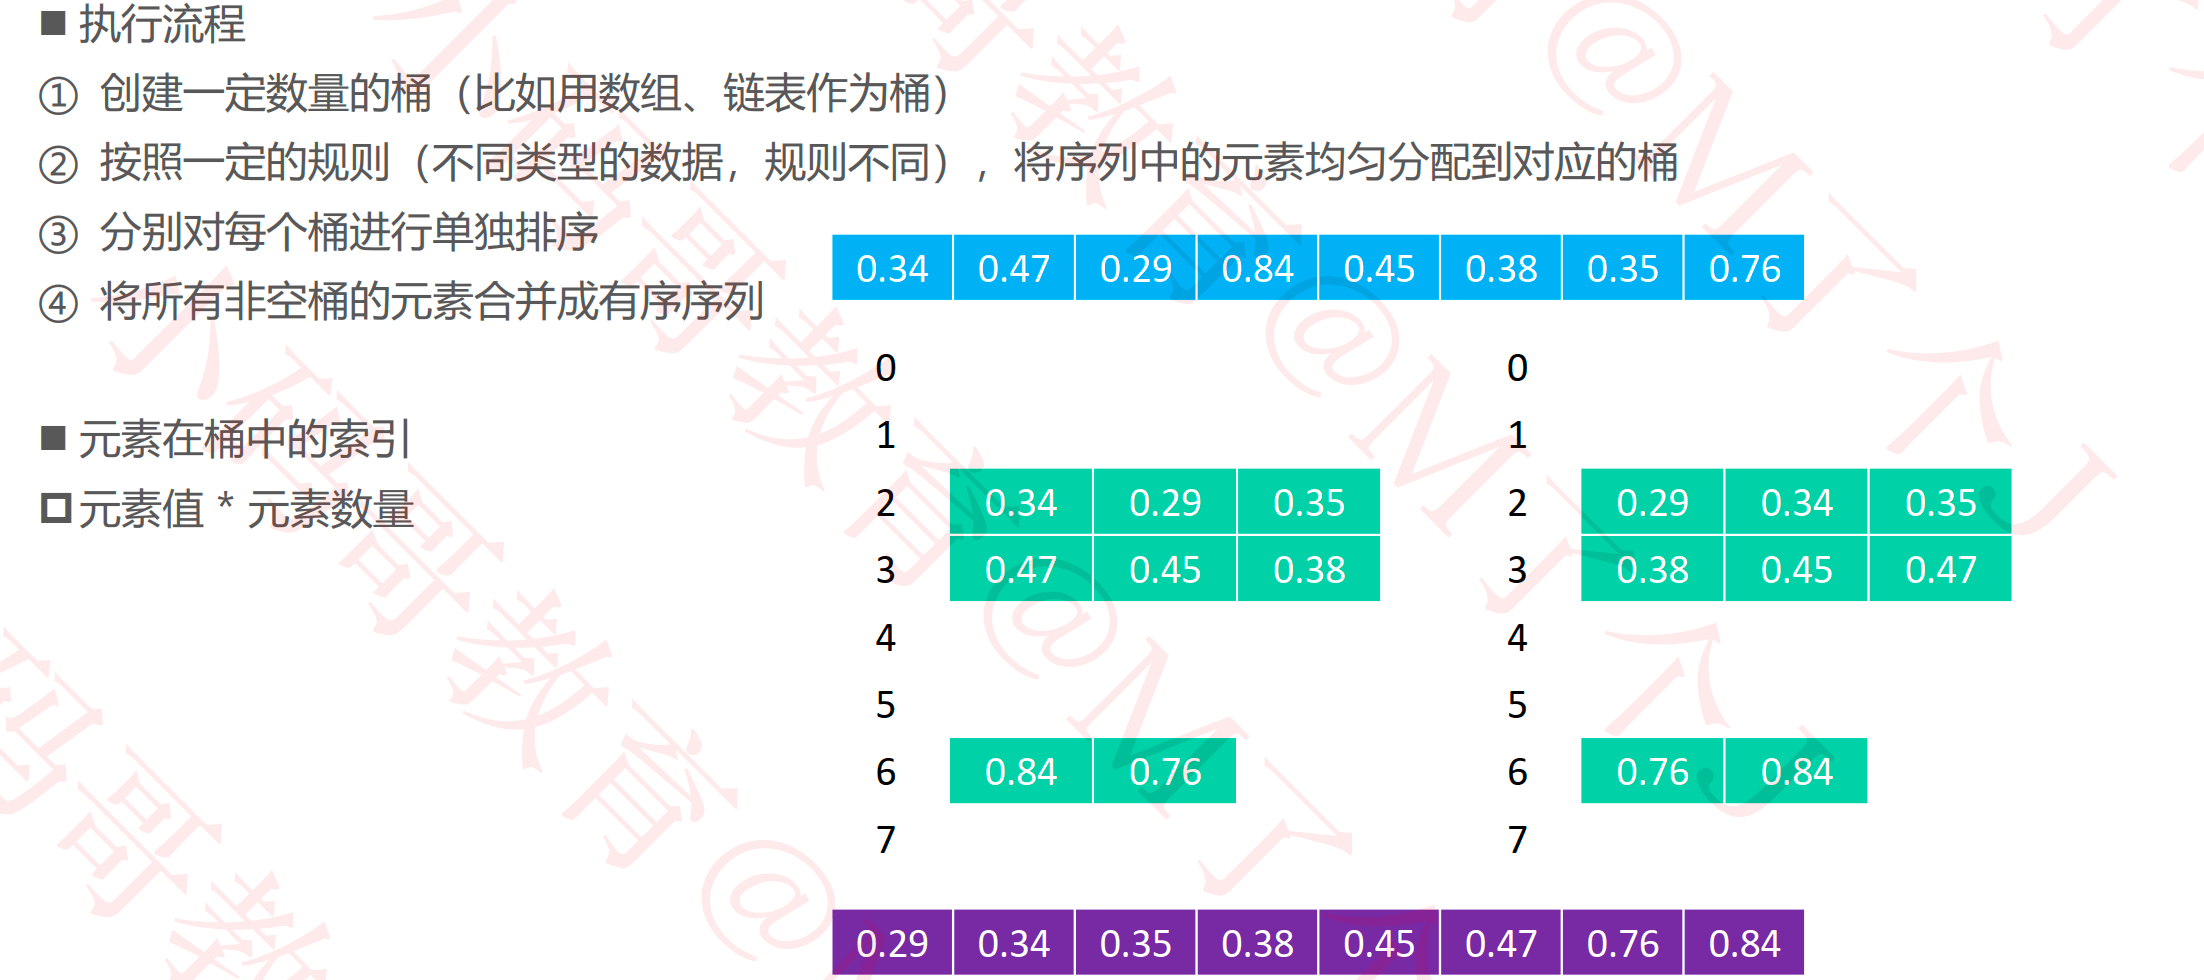 ■ 执行流程
① 创建一定数量的桶（比如用数组、链表作为桶）
② 按照一定的规则（不同类型的数据，规则不同），将序列中的元素均匀分配到对应的桶
③ 分别对每个桶进行单独排序
④ 将所有非空桶的元素合并成有序序列
■ 元素在桶中的索引
元素值 * 元素数量
0.34 0.47 0.29 0.84 0.45 0.38 0.35 0.76
0 0
1 1
2 0.34 0.29 0.35 2 0.29 0.34 0.35
3 0.47 0.45 0.38 3 0.38 0.45 0.47
4 4
5 5
6 0.84 0.76 6 0.76 0.84
7 7
0.29 0.34 0.35 0.38 0.45 0.47 0.76 0.84
小码哥教育@M了个J